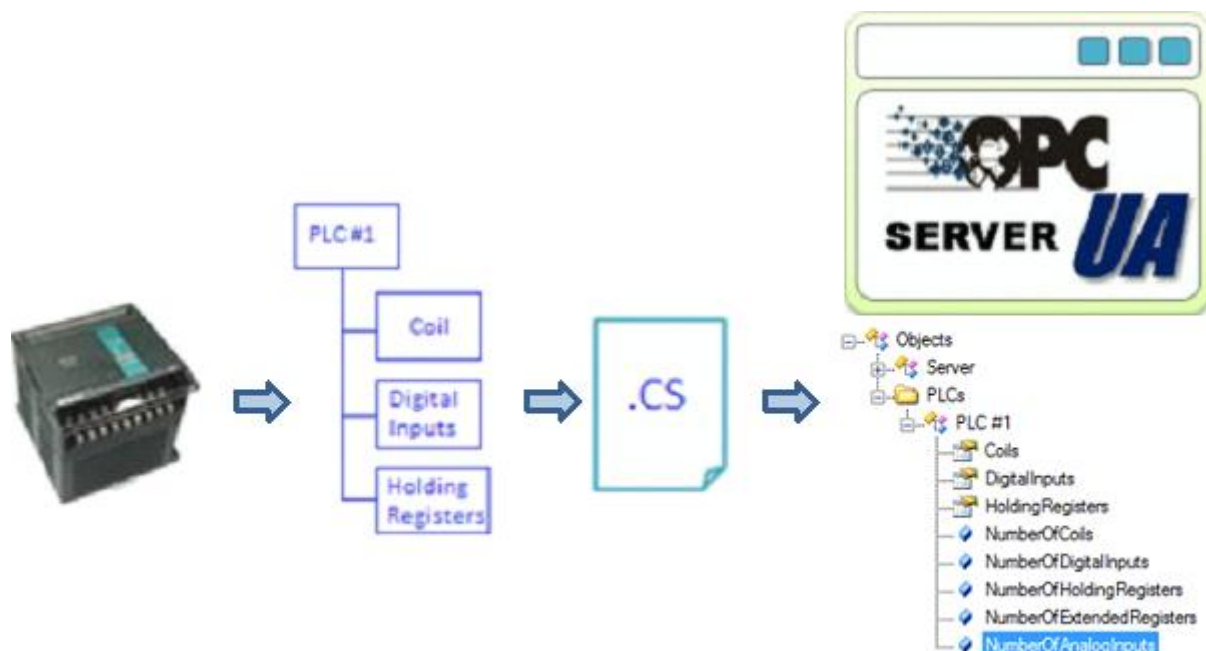 OPC
SERVER UA
PLC #1
Coil
Digital
Inputs
Holding
Registers
.CS
Objects
Server
PLCs
PLC #1
Coils
DigitalInputs
HoldingRegisters
NumberOfCoils
NumberOfDigitalInputs
NumberOfHoldingRegisters
NumberOfExtendedRegisters
NumberOfAnalogInputs